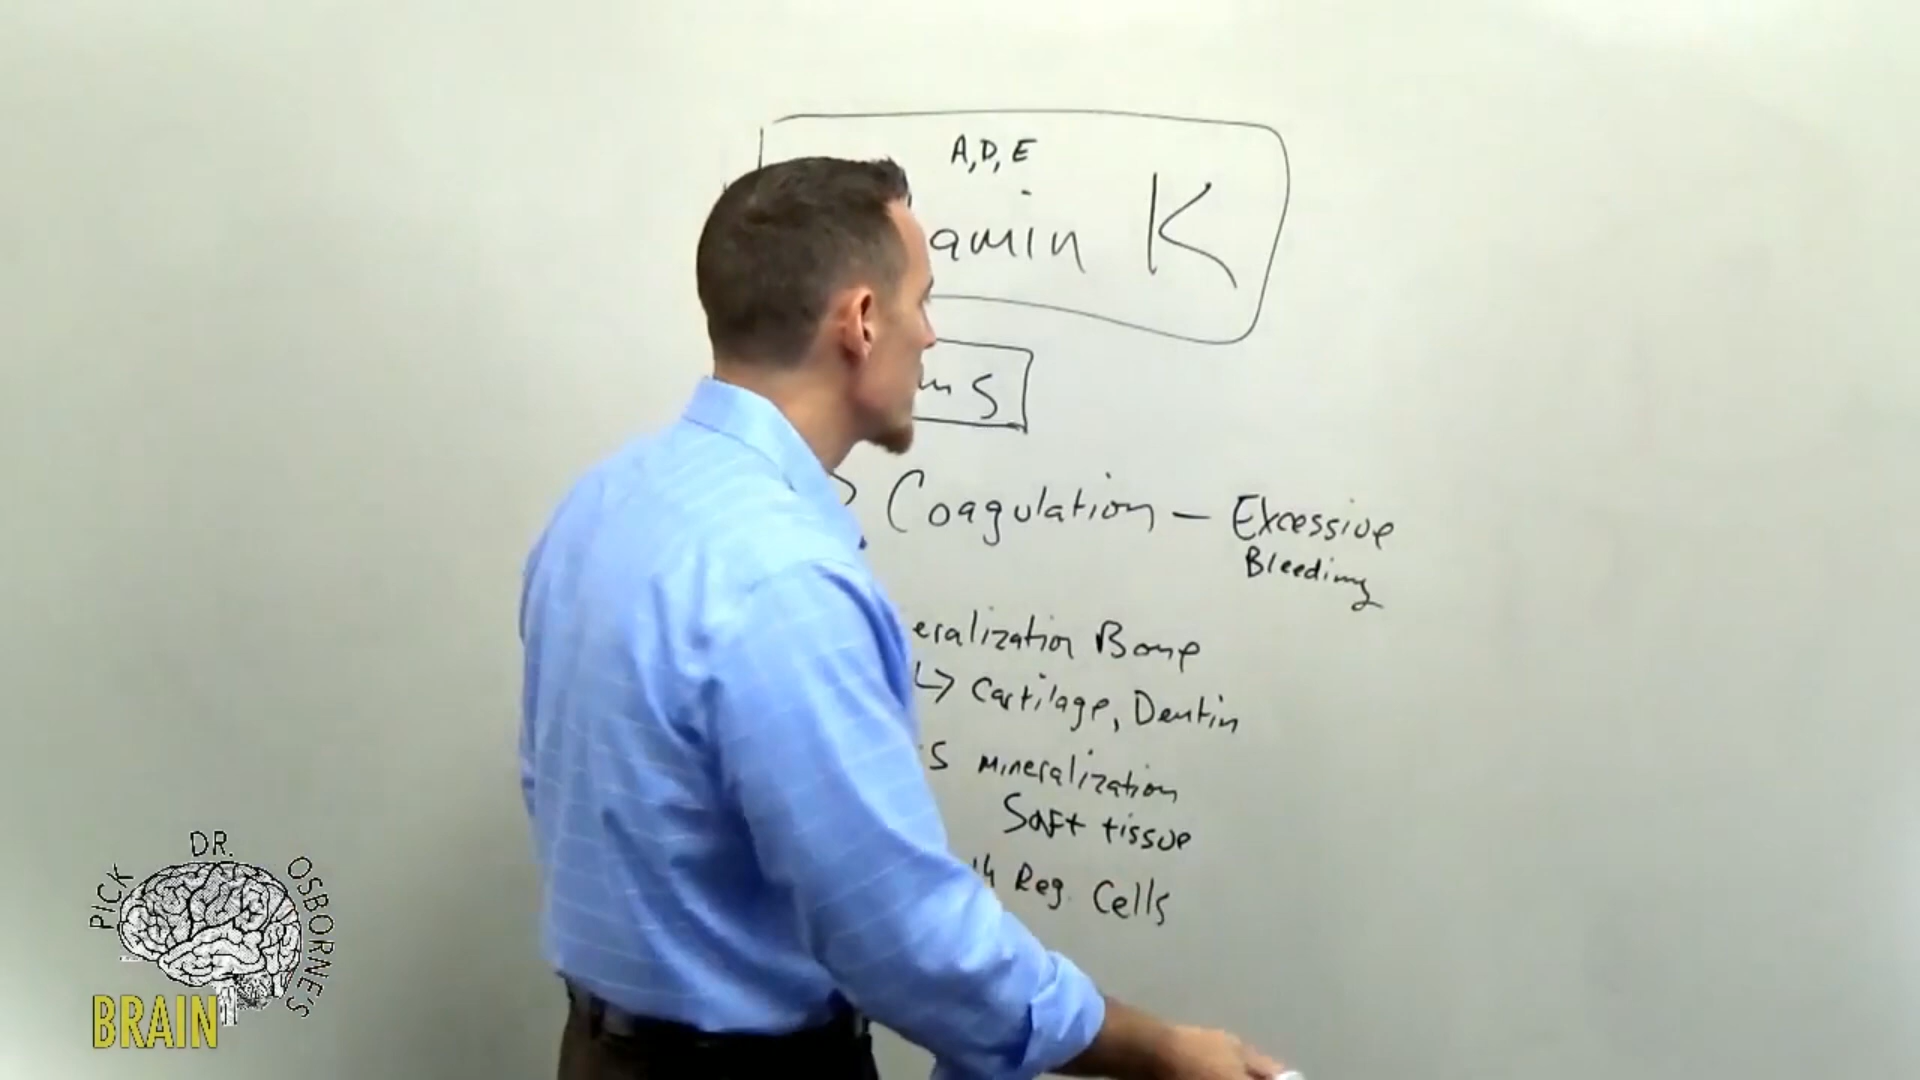 A, D, E
amin K
S
Coagulation — Excessive
Bleeding
eralization Bone
↳ Cartilage, Dentin
S mineralization
Soft tissue
Reg. Cells
PICK DR. OSBORNE'S
BRAIN